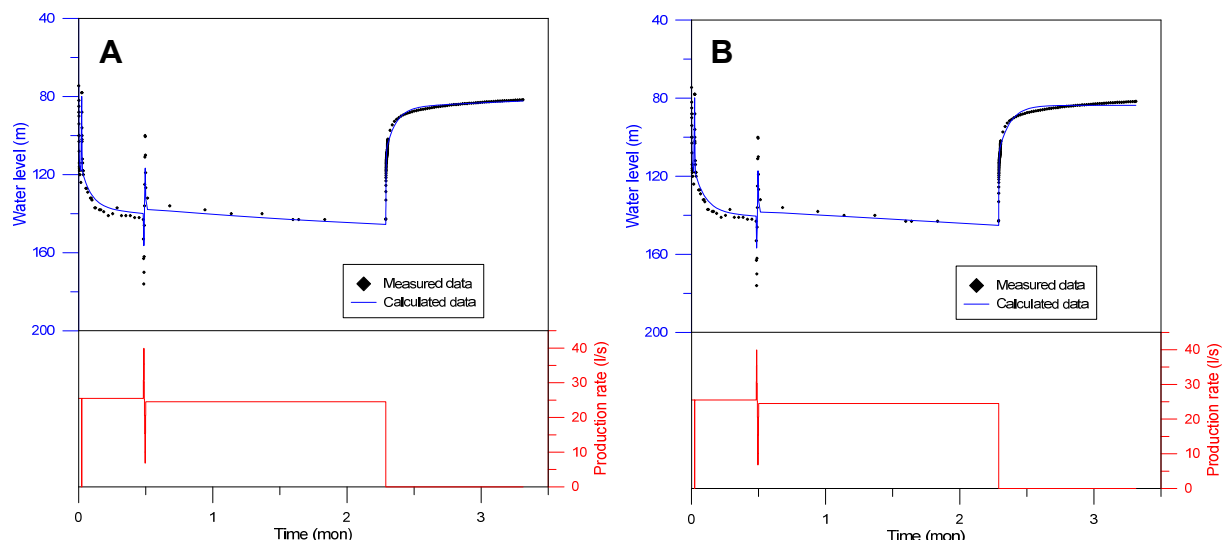 A
40
80
120
160
200
Water level (m)
Measured data
Calculated data
40
30
20
10
0
Production rate (l/s)
0
1
2
3
Time (mon)
B
40
80
120
160
200
Water level (m)
Measured data
Calculated data
40
30
20
10
0
Production rate (l/s)
0
1
2
3
Time (mon)